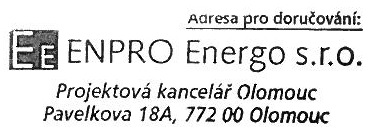 Adresa pro doručování:
EE ENPRO Energo s.r.o.
Projektová kancelář Olomouc
Pavelkova 18A, 772 00 Olomouc